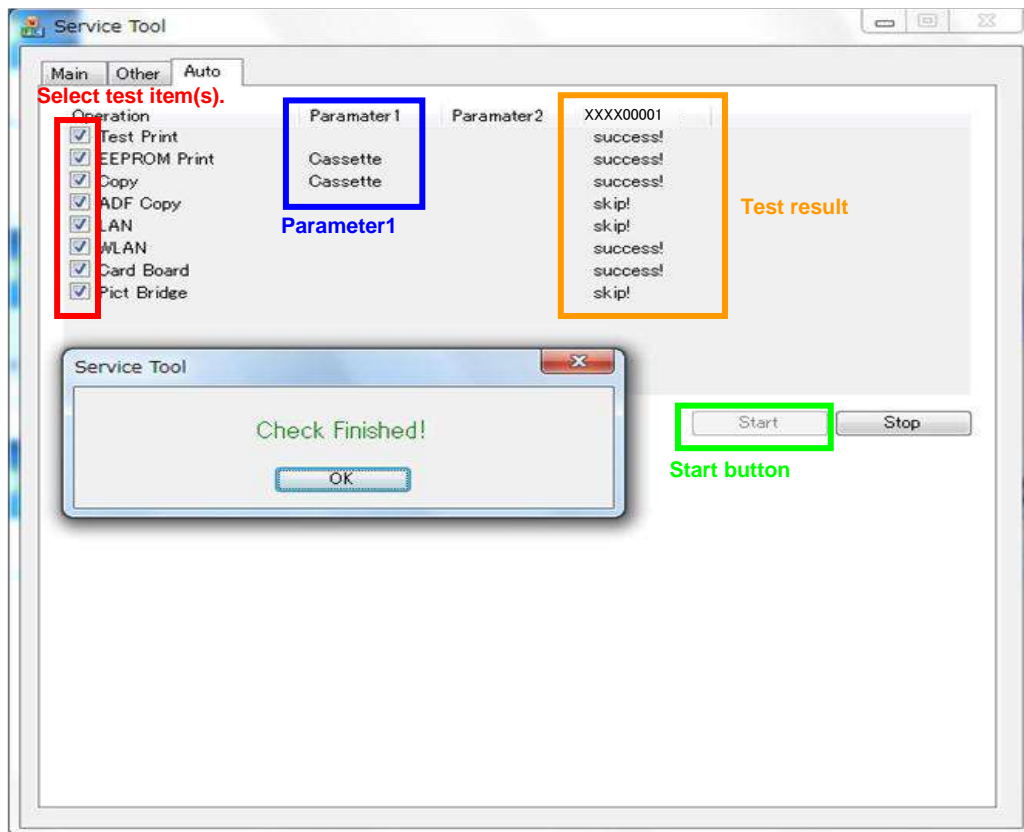 Service Tool
Main Other Auto
Select test item(s).
Operation Paramater1 Paramater2 XXXX00001
Test Print success!
EEPROM Print Cassette success!
Copy Cassette success!
ADF Copy skip!
Test result
LAN skip!
Parameter1
WLAN success!
Card Board success!
Pict Bridge skip!
Service Tool
Check Finished!
OK
Start Stop
Start button